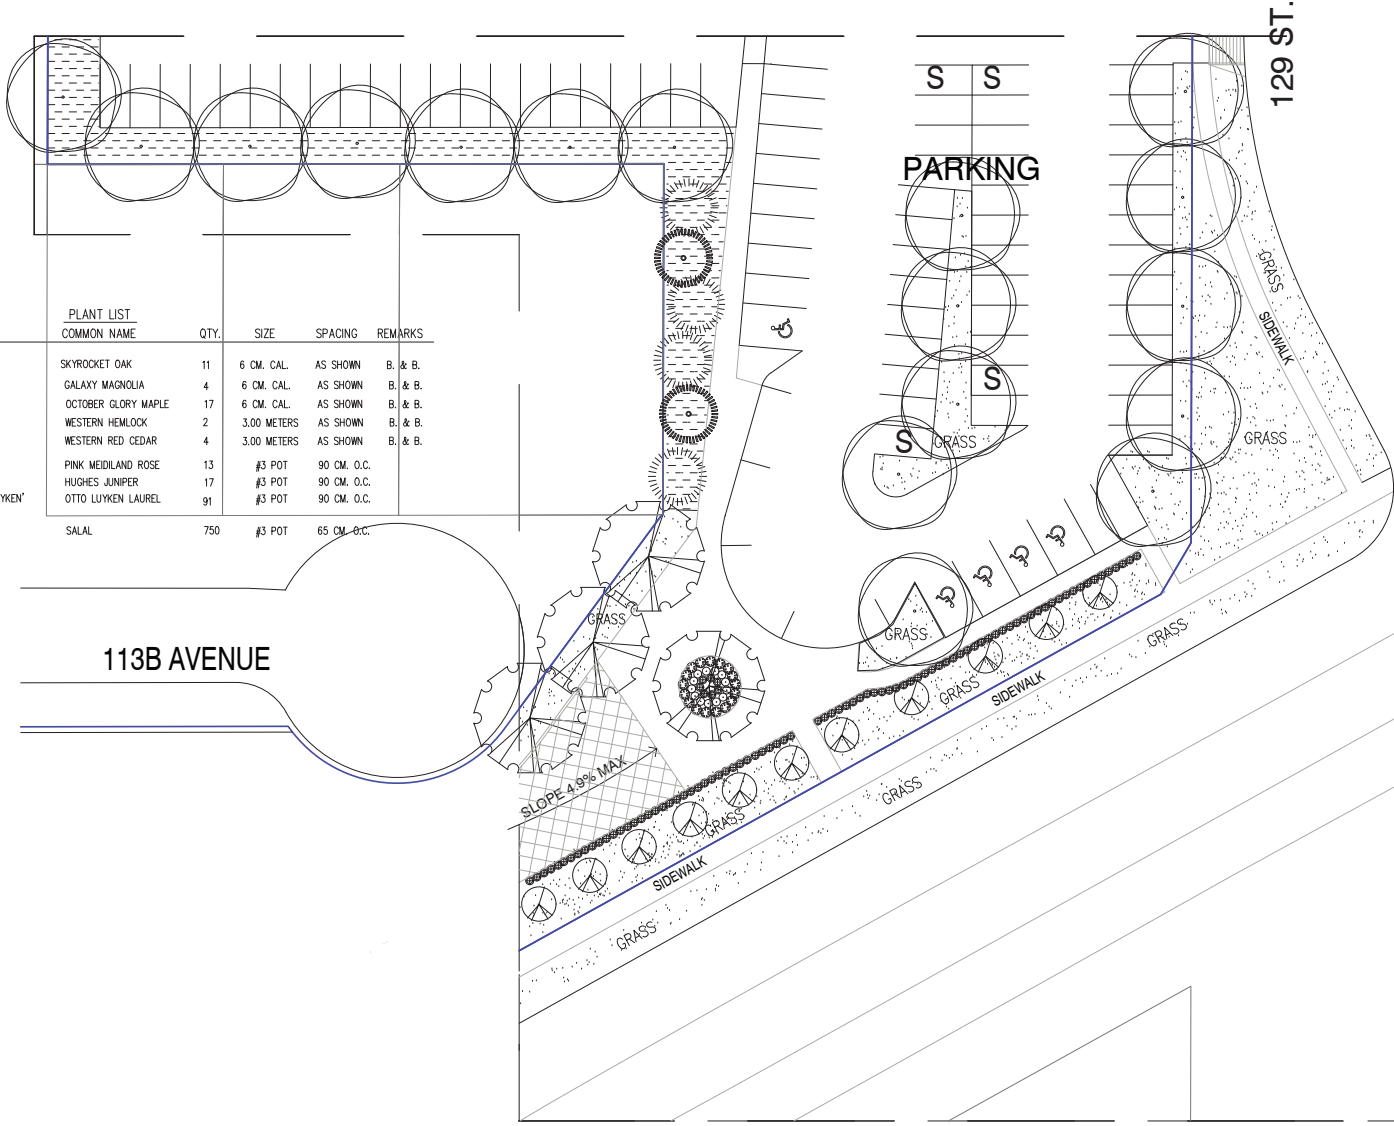 129 ST.
S S
PARKING
GRASS
SIDEWALK
PLANT LIST
COMMON NAME QTY. SIZE SPACING REMARKS
SKYROCKET OAK 11 6 CM. CAL. AS SHOWN B. & B.
GALAXY MAGNOLIA 4 6 CM. CAL. AS SHOWN B. & B.
OCTOBER GLORY MAPLE 17 6 CM. CAL. AS SHOWN B. & B.
WESTERN HEMLOCK 2 3.00 METERS AS SHOWN B. & B.
WESTERN RED CEDAR 4 3.00 METERS AS SHOWN B. & B.
PINK MEIDILAND ROSE 13 #3 POT 90 CM. O.C.
HUGHES JUNIPER 17 #3 POT 90 CM. O.C.
YKEN' OTTO LUYKEN LAUREL 91 #3 POT 90 CM. O.C.
SALAL 750 #3 POT 65 CM. O.C.
S
S GRASS
GRASS
GRASS
GRASS
GRASS
113B AVENUE
SIDEWALK
GRASS
SLOPE 4.9% MAX
GRASS
GRASS
SIDEWALK
GRASS